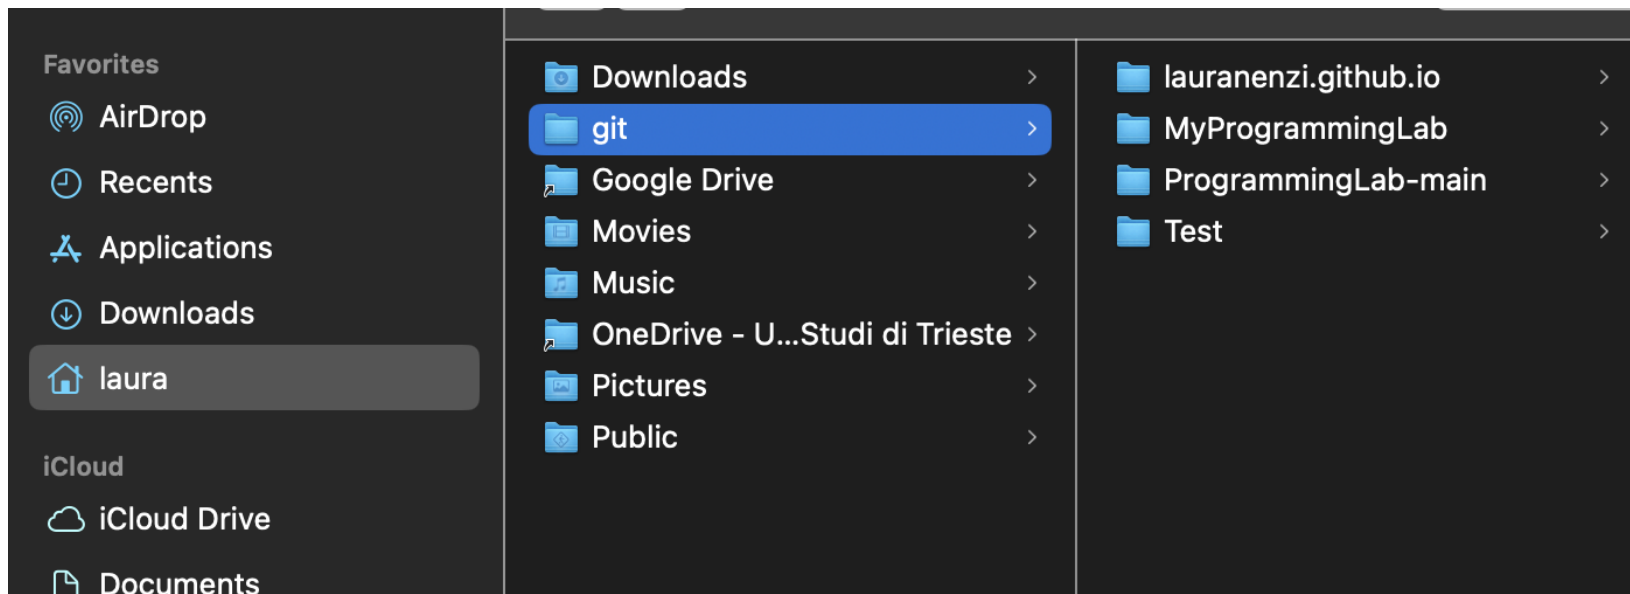 Favorites
AirDrop
Recents
Applications
Downloads
laura
iCloud
iCloud Drive
Documents
Downloads
git
Google Drive
Movies
Music
OneDrive - U...Studi di Trieste
Pictures
Public
lauranenzi.github.io
MyProgrammingLab
ProgrammingLab-main
Test